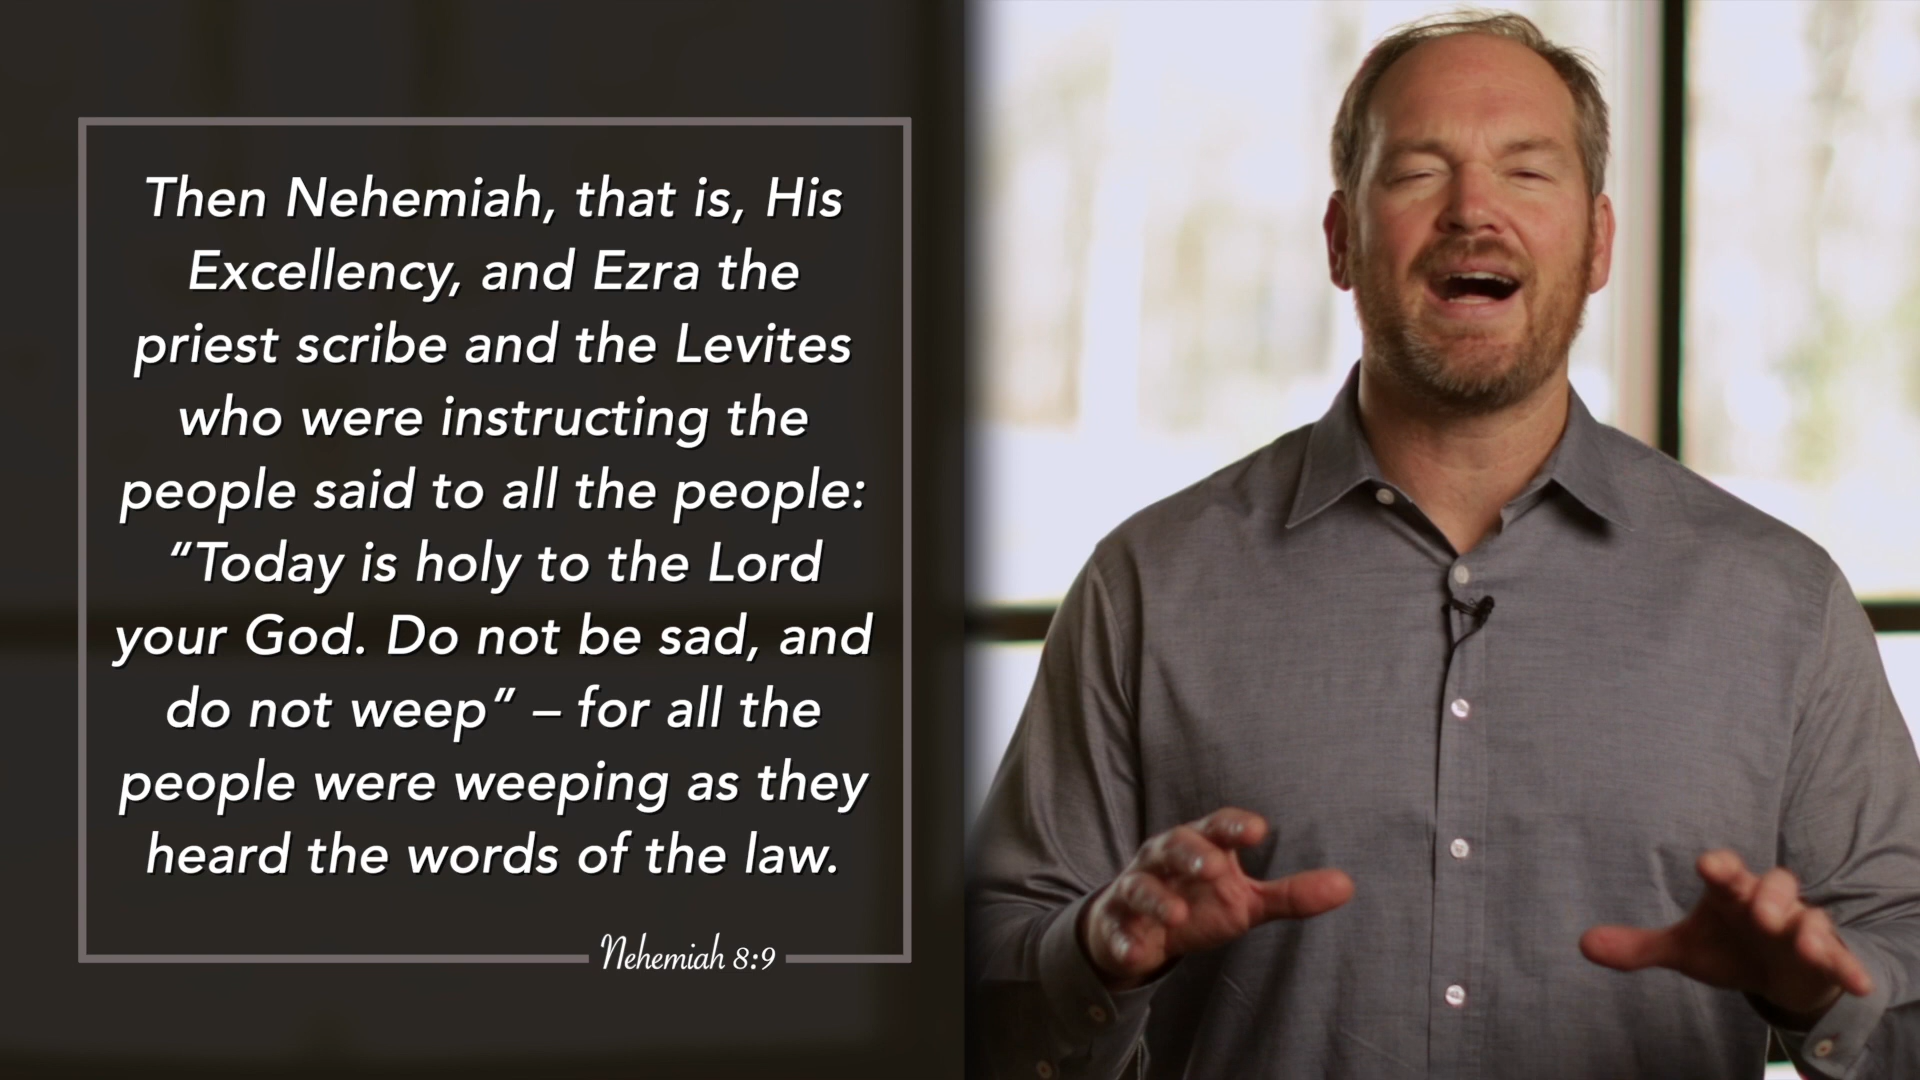 Then Nehemiah, that is, His
Excellency, and Ezra the
priest scribe and the Levites
who were instructing the
people said to all the people:
“Today is holy to the Lord
your God. Do not be sad, and
do not weep” – for all the
people were weeping as they
heard the words of the law.
Nehemiah 8:9